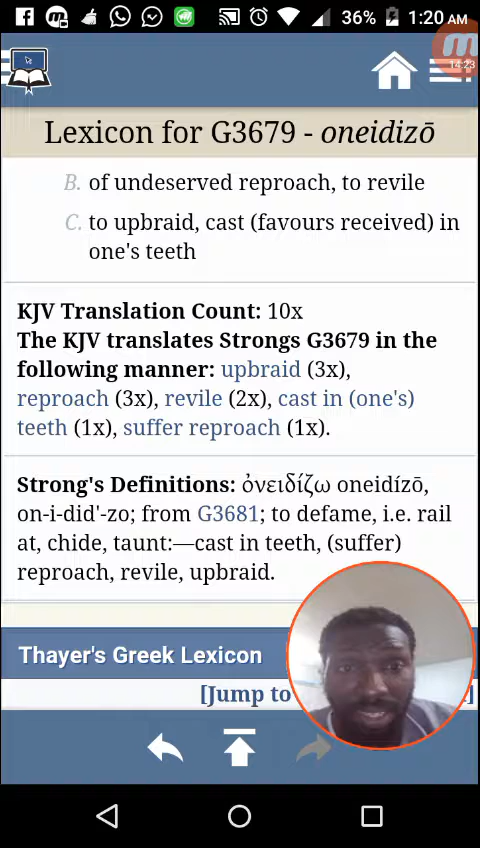 36% 1:20 AM
14:23
Lexicon for G3679 - oneidizō
B. of undeserved reproach, to revile
C. to upbraid, cast (favours received) in
one's teeth
KJV Translation Count: 10x
The KJV translates Strongs G3679 in the
following manner: upbraid (3x),
reproach (3x), revile (2x), cast in (one's)
teeth (1x), suffer reproach (1x).
Strong's Definitions: ὀνειδίζω oneidízō,
on-i-did'-zo; from G3681; to defame, i.e. rail
at, chide, taunt:—cast in teeth, (suffer)
reproach, revile, upbraid.
Thayer's Greek Lexicon
[Jump to ]